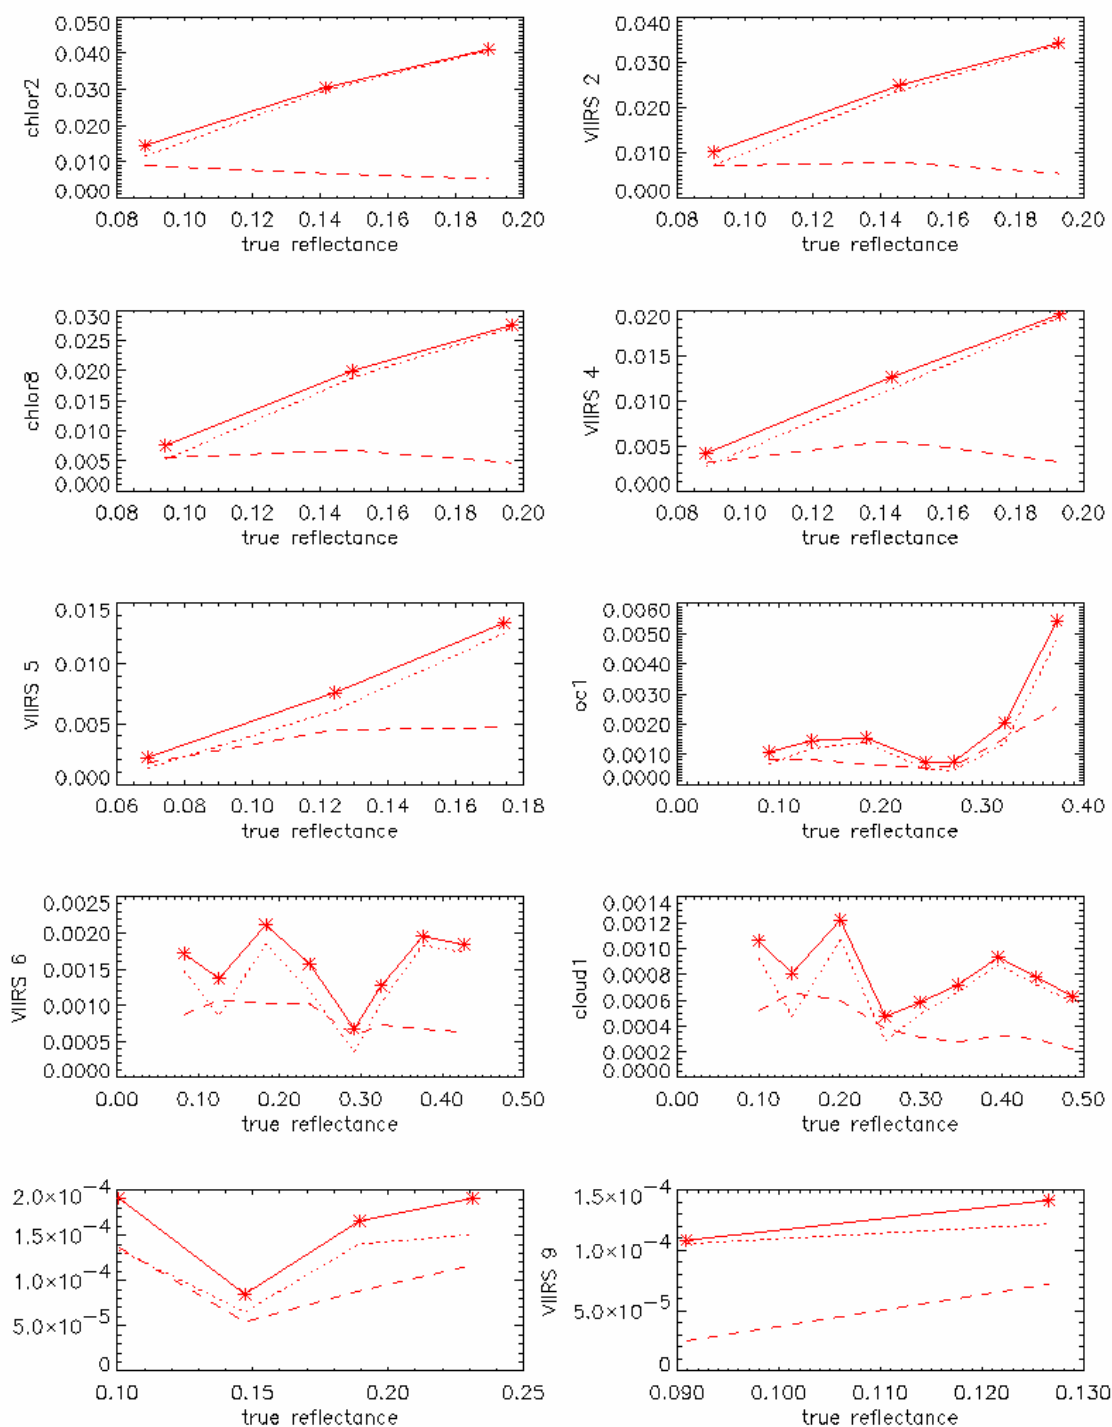 chlor2
0.050
0.040
0.030
0.020
0.010
0.000
0.08 0.10 0.12 0.14 0.16 0.18 0.20
true reflectance
VIIRS 2
0.040
0.030
0.020
0.010
0.000
0.08 0.10 0.12 0.14 0.16 0.18 0.20
true reflectance
chlor8
0.030
0.025
0.020
0.015
0.010
0.005
0.000
0.08 0.10 0.12 0.14 0.16 0.18 0.20
true reflectance
VIIRS 4
0.020
0.015
0.010
0.005
0.000
0.08 0.10 0.12 0.14 0.16 0.18 0.20
true reflectance
VIIRS 5
0.015
0.010
0.005
0.000
0.06 0.08 0.10 0.12 0.14 0.16 0.18
true reflectance
oc1
0.0060
0.0050
0.0040
0.0030
0.0020
0.0010
0.0000
0.00 0.10 0.20 0.30 0.40
true reflectance
VIIRS 6
0.0025
0.0020
0.0015
0.0010
0.0005
0.0000
0.00 0.10 0.20 0.30 0.40 0.50
true reflectance
cloud1
0.0014
0.0012
0.0010
0.0008
0.0006
0.0004
0.0002
0.0000
0.00 0.10 0.20 0.30 0.40 0.50
true reflectance
2.0×10⁻⁴
1.5×10⁻⁴
1.0×10⁻⁴
5.0×10⁻⁵
0
0.10 0.15 0.20 0.25
true reflectance
VIIRS 9
1.5×10⁻⁴
1.0×10⁻⁴
5.0×10⁻⁵
0
0.090 0.100 0.110 0.120 0.130
true reflectance